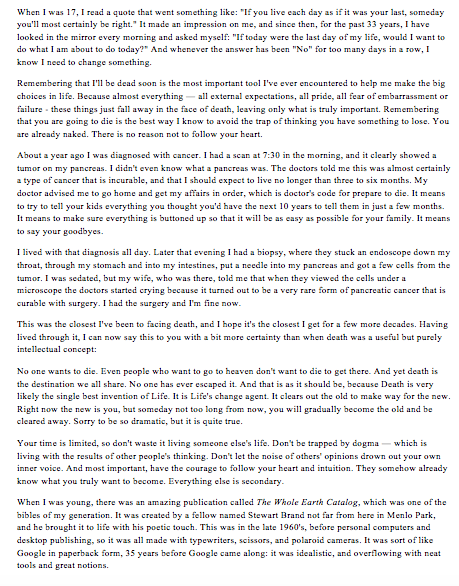 When I was 17, I read a quote that went something like: "If you live each day as if it was your last, someday
you'll most certainly be right." It made an impression on me, and since then, for the past 33 years, I have
looked in the mirror every morning and asked myself: "If today were the last day of my life, would I want to
do what I am about to do today?" And whenever the answer has been "No" for too many days in a row, I
know I need to change something.
Remembering that I'll be dead soon is the most important tool I've ever encountered to help me make the big
choices in life. Because almost everything — all external expectations, all pride, all fear of embarrassment or
failure - these things just fall away in the face of death, leaving only what is truly important. Remembering
that you are going to die is the best way I know to avoid the trap of thinking you have something to lose. You
are already naked. There is no reason not to follow your heart.
About a year ago I was diagnosed with cancer. I had a scan at 7:30 in the morning, and it clearly showed a
tumor on my pancreas. I didn't even know what a pancreas was. The doctors told me this was almost certainly
a type of cancer that is incurable, and that I should expect to live no longer than three to six months. My
doctor advised me to go home and get my affairs in order, which is doctor's code for prepare to die. It means
to try to tell your kids everything you thought you'd have the next 10 years to tell them in just a few months.
It means to make sure everything is buttoned up so that it will be as easy as possible for your family. It means
to say your goodbyes.
I lived with that diagnosis all day. Later that evening I had a biopsy, where they stuck an endoscope down my
throat, through my stomach and into my intestines, put a needle into my pancreas and got a few cells from the
tumor. I was sedated, but my wife, who was there, told me that when they viewed the cells under a
microscope the doctors started crying because it turned out to be a very rare form of pancreatic cancer that is
curable with surgery. I had the surgery and I'm fine now.
This was the closest I've been to facing death, and I hope it's the closest I get for a few more decades. Having
lived through it, I can now say this to you with a bit more certainty than when death was a useful but purely
intellectual concept:
No one wants to die. Even people who want to go to heaven don't want to die to get there. And yet death is
the destination we all share. No one has ever escaped it. And that is as it should be, because Death is very
likely the single best invention of Life. It is Life's change agent. It clears out the old to make way for the new.
Right now the new is you, but someday not too long from now, you will gradually become the old and be
cleared away. Sorry to be so dramatic, but it is quite true.
Your time is limited, so don't waste it living someone else's life. Don't be trapped by dogma — which is
living with the results of other people's thinking. Don't let the noise of others' opinions drown out your own
inner voice. And most important, have the courage to follow your heart and intuition. They somehow already
know what you truly want to become. Everything else is secondary.
When I was young, there was an amazing publication called The Whole Earth Catalog, which was one of the
bibles of my generation. It was created by a fellow named Stewart Brand not far from here in Menlo Park,
and he brought it to life with his poetic touch. This was in the late 1960's, before personal computers and
desktop publishing, so it was all made with typewriters, scissors, and polaroid cameras. It was sort of like
Google in paperback form, 35 years before Google came along: it was idealistic, and overflowing with neat
tools and great notions.